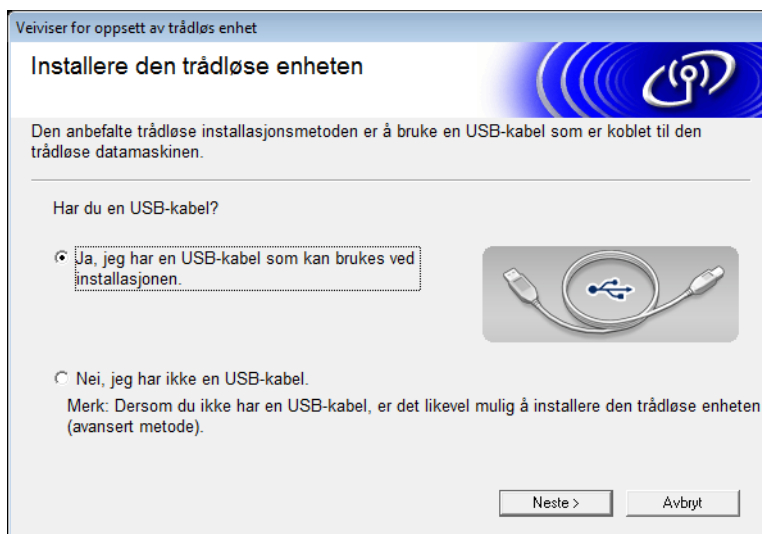 Veiviser for oppsett av trådløs enhet
Installere den trådløse enheten
Den anbefalte trådløse installasjonsmetoden er å bruke en USB-kabel som er koblet til den
trådløse datamaskinen.
Har du en USB-kabel?
Ja, jeg har en USB-kabel som kan brukes ved
installasjonen.
Nei, jeg har ikke en USB-kabel.
Merk: Dersom du ikke har en USB-kabel, er det likevel mulig å installere den trådløse enheten
(avansert metode).
Neste >
Avbryt